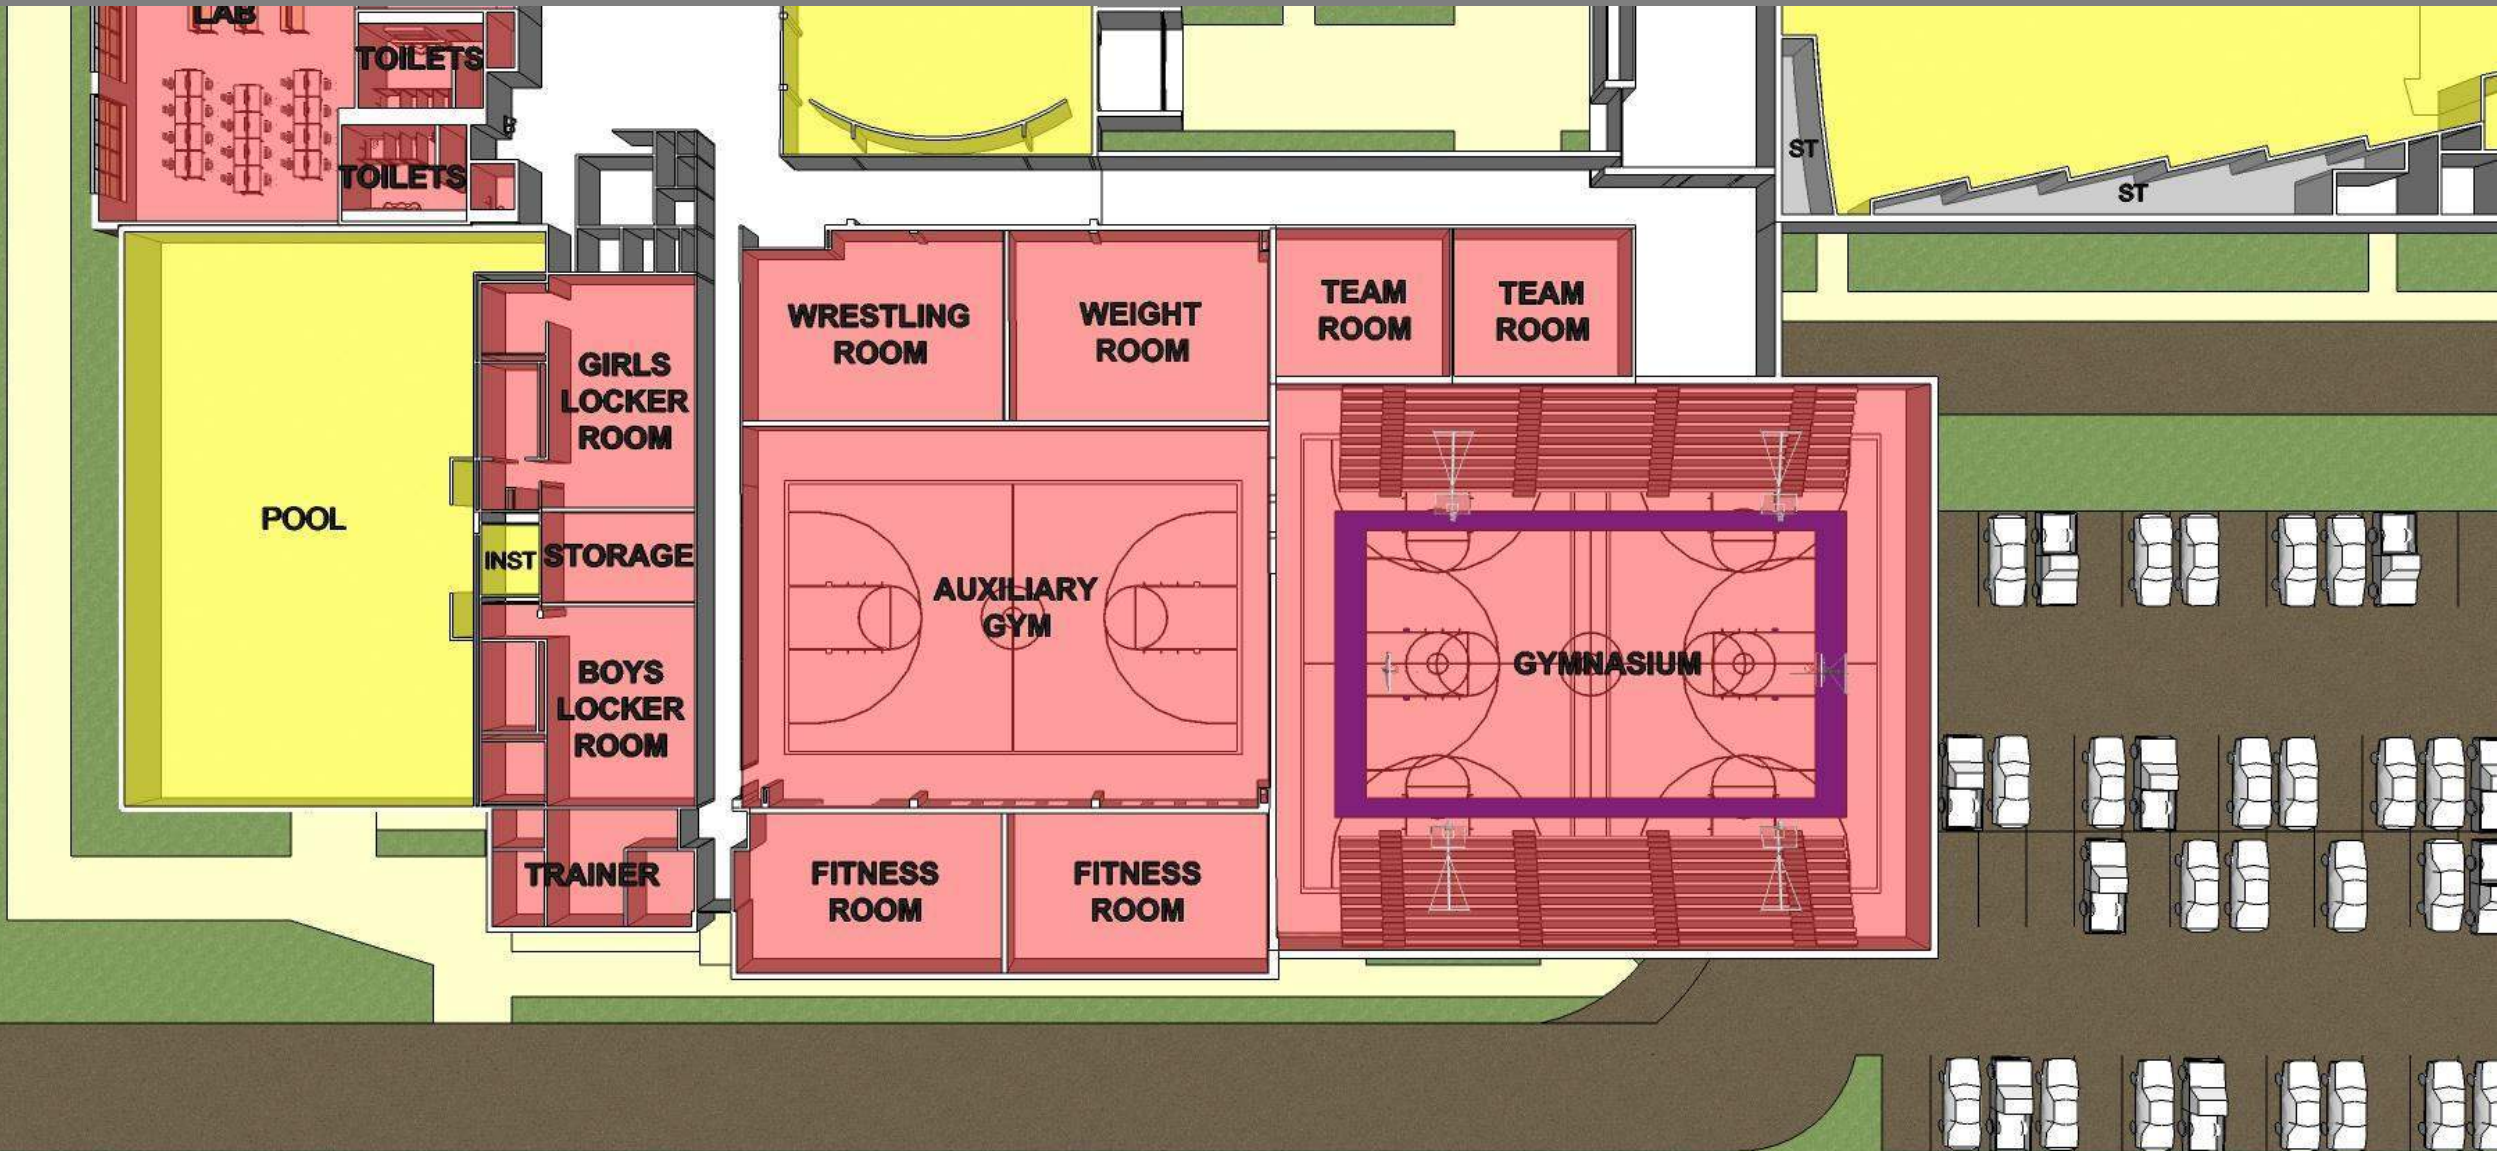 LAB
TOILETS
TOILETS
ST
ST
WRESTLING
ROOM
WEIGHT
ROOM
TEAM
ROOM
TEAM
ROOM
GIRLS
LOCKER
ROOM
POOL
INST
STORAGE
AUXILIARY
GYM
GYMNASIUM
BOYS
LOCKER
ROOM
TRAINER
FITNESS
ROOM
FITNESS
ROOM